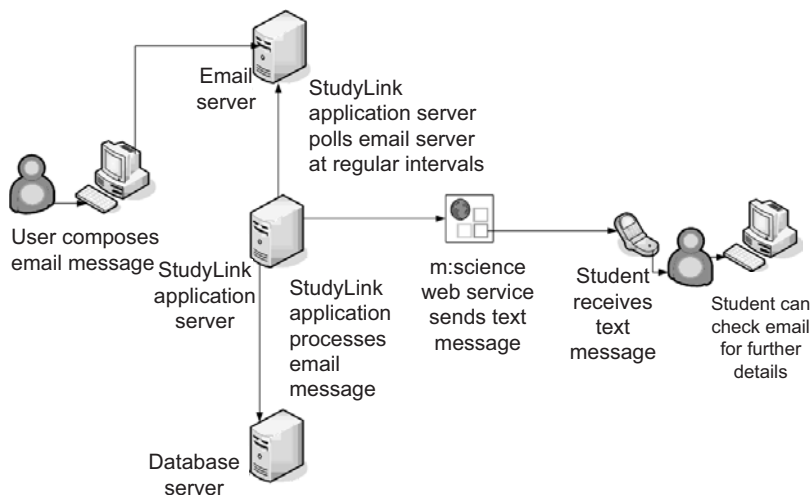 Email
server
StudyLink
application server
polls email server
at regular intervals
User composes
email message
StudyLink
application
server
StudyLink
application
processes
email
message
m:science
web service
sends text
message
Student
receives
text
message
Student can
check email
for further
details
Database
server